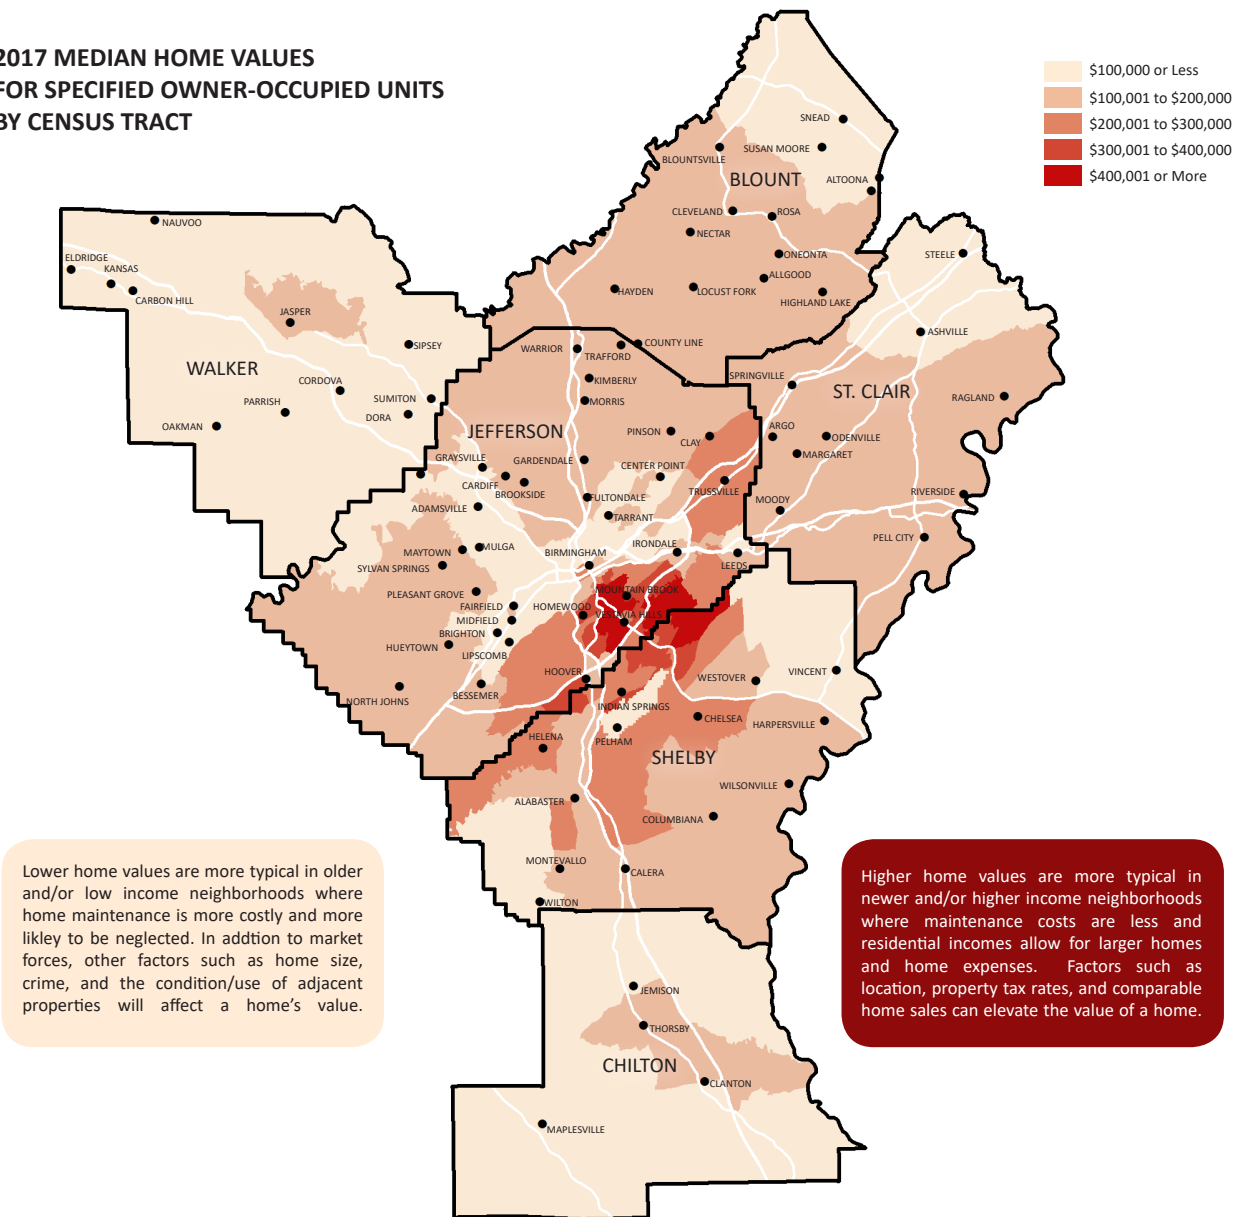 2017 MEDIAN HOME VALUES
FOR SPECIFIED OWNER-OCCUPIED UNITS
BY CENSUS TRACT
$100,000 or Less
$100,001 to $200,000
$200,001 to $300,000
$300,001 to $400,000
$400,001 or More
SNEAD
SUSAN MOORE
BLOUNTSVILLE
BLOUNT
ALTOONA
CLEVELAND
ROSA
NECTAR
ONEONTA
ALLGOOD
HAYDEN
LOCUST FORK
HIGHLAND LAKE
NAUVOO
ELDRIDGE
KANSAS
CARBON HILL
JASPER
SIPSEY
WALKER
CORDOVA
PARRISH
SUMITON
DORA
OAKMAN
STEELE
ASHVILLE
SPRINGVILLE
ST. CLAIR
RAGLAND
ARGO
ODENVILLE
MARGARET
RIVERSIDE
MOODY
PELL CITY
WARRIOR
TRAFFORD
COUNTY LINE
KIMBERLY
MORRIS
JEFFERSON
PINSON
CLAY
GRAYSVILLE
GARDENDALE
CENTER POINT
CARDIFF
BROOKSIDE
FULTONDALE
TRUSSVILLE
ADAMSVILLE
TARRANT
MAYTOWN
MULGA
BIRMINGHAM
IRONDALE
SYLVAN SPRINGS
LEEDS
PLEASANT GROVE
MOUNTAIN BROOK
FAIRFIELD
HOMEWOOD
VESTAVIA HILLS
MIDFIELD
BRIGHTON
HUEYTOWN
LIPSCOMB
HOOVER
NORTH JOHNS
BESSEMER
WESTOVER
VINCENT
INDIAN SPRINGS
CHELSEA
HARPERSVILLE
HELENA
PELHAM
SHELBY
WILSONVILLE
ALABASTER
COLUMBIANA
MONTEVALLO
CALERA
WILTON
JEMISON
THORSBY
CHILTON
CLANTON
MAPLESVILLE
Lower home values are more typical in older
and/or low income neighborhoods where
home maintenance is more costly and more
likley to be neglected. In addtion to market
forces, other factors such as home size,
crime, and the condition/use of adjacent
properties will affect a home's value.
Higher home values are more typical in
newer and/or higher income neighborhoods
where maintenance costs are less and
residential incomes allow for larger homes
and home expenses. Factors such as
location, property tax rates, and comparable
home sales can elevate the value of a home.